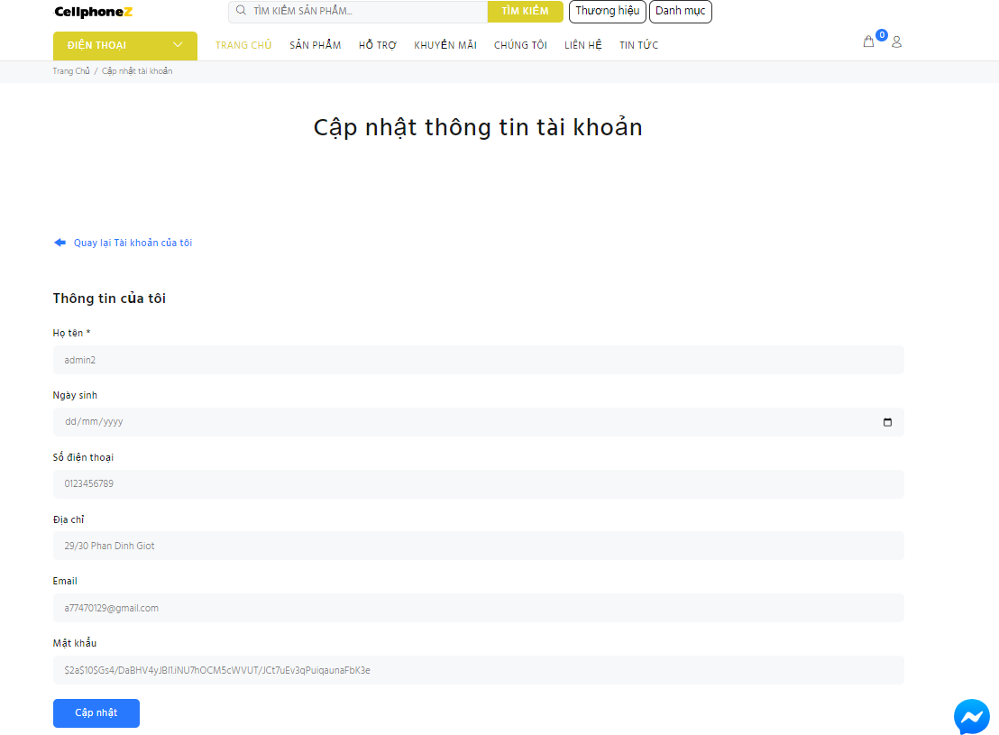 CellphoneZ
TÌM KIẾM SẢN PHẨM...
TÌM KIẾM
Thương hiệu
Danh mục
ĐIỆN THOẠI
TRANG CHỦ
SẢN PHẨM
HỖ TRỢ
KHUYẾN MÃI
CHÚNG TÔI
LIÊN HỆ
TIN TỨC
0
Trang Chủ / Cập nhật tài khoản
Cập nhật thông tin tài khoản
Quay lại Tài khoản của tôi
Thông tin của tôi
Họ tên *
admin2
Ngày sinh
dd/mm/yyyy
Số điện thoại
0123456789
Địa chỉ
29/30 Phan Dinh Giot
Email
a77470129@gmail.com
Mật khẩu
$2a$10$Gs4/DaBHV4yJBI1.iNU7hOCM5cWVUT/JCt7uEv3qPuiqaunaFbK3e
Cập nhật